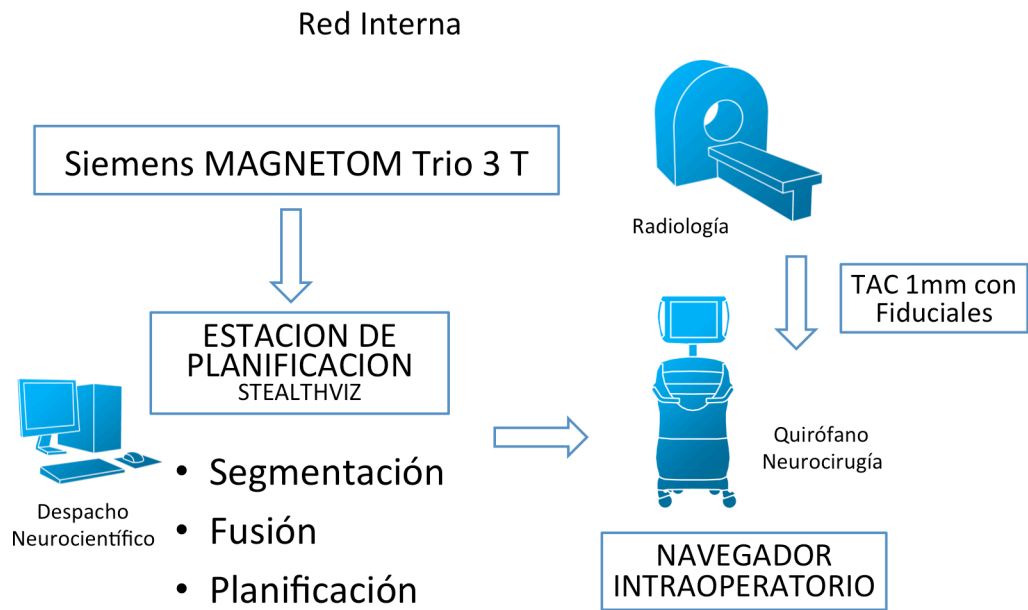 Red Interna
Siemens MAGNETOM Trio 3 T
Radiología
TAC 1mm con
Fiduciales
ESTACION DE
PLANIFICACION
STEALTHVIZ
Despacho
Neurocientífico
• Segmentación
• Fusión
• Planificación
Quirófano
Neurocirugía
NAVEGADOR
INTRAOPERATORIO